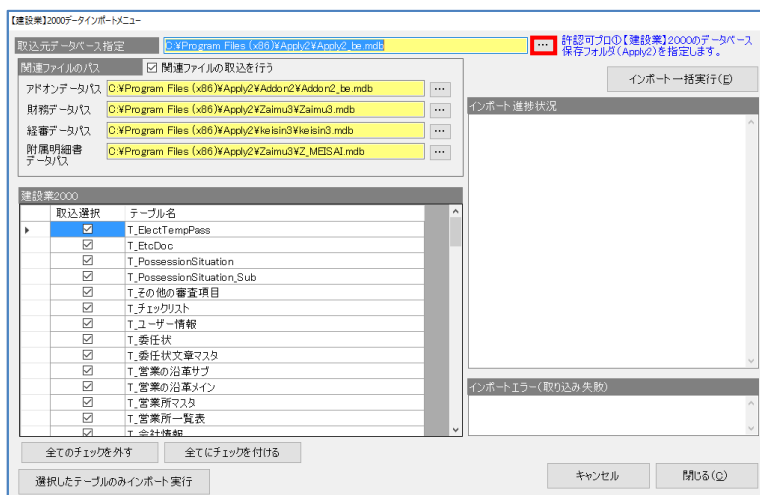 【建設業】2000データインポートメニュー
取込元データベース指定 C:¥Program Files (x86)¥Apply2¥Apply2_be.mdb ... 許認可プロ①【建設業】2000のデータベース
保存フォルダ(Apply2)を指定します。
関連ファイルのパス ☑ 関連ファイルの取込を行う
インポート一括実行(E)
アドオンデータパス C:¥Program Files (x86)¥Apply2¥Addon2¥Addon2_be.mdb ...
財務データパス C:¥Program Files (x86)¥Apply2¥Zaimu3¥Zaimu3.mdb ...
経審データパス C:¥Program Files (x86)¥Apply2¥keisin3¥keisin3.mdb ...
附属明細書
データパス C:¥Program Files (x86)¥Apply2¥Zaimu3¥Z_MEISAI.mdb ...
インポート進捗状況
建設業2000
取込選択 テーブル名
T_ElectTempPass
T_EtcDoc
T_PossessionSituation
T_PossessionSituation_Sub
T_その他の審査項目
T_チェックリスト
T_ユーザー情報
T_委任状
T_委任状文章マスタ
T_営業の沿革サブ
T_営業の沿革メイン
T_営業所マスタ
T_営業所一覧表
T_会社情報
インポートエラー(取り込み失敗)
全てのチェックを外す 全てにチェックを付ける
選択したテーブルのみインポート実行
キャンセル 閉じる(C)